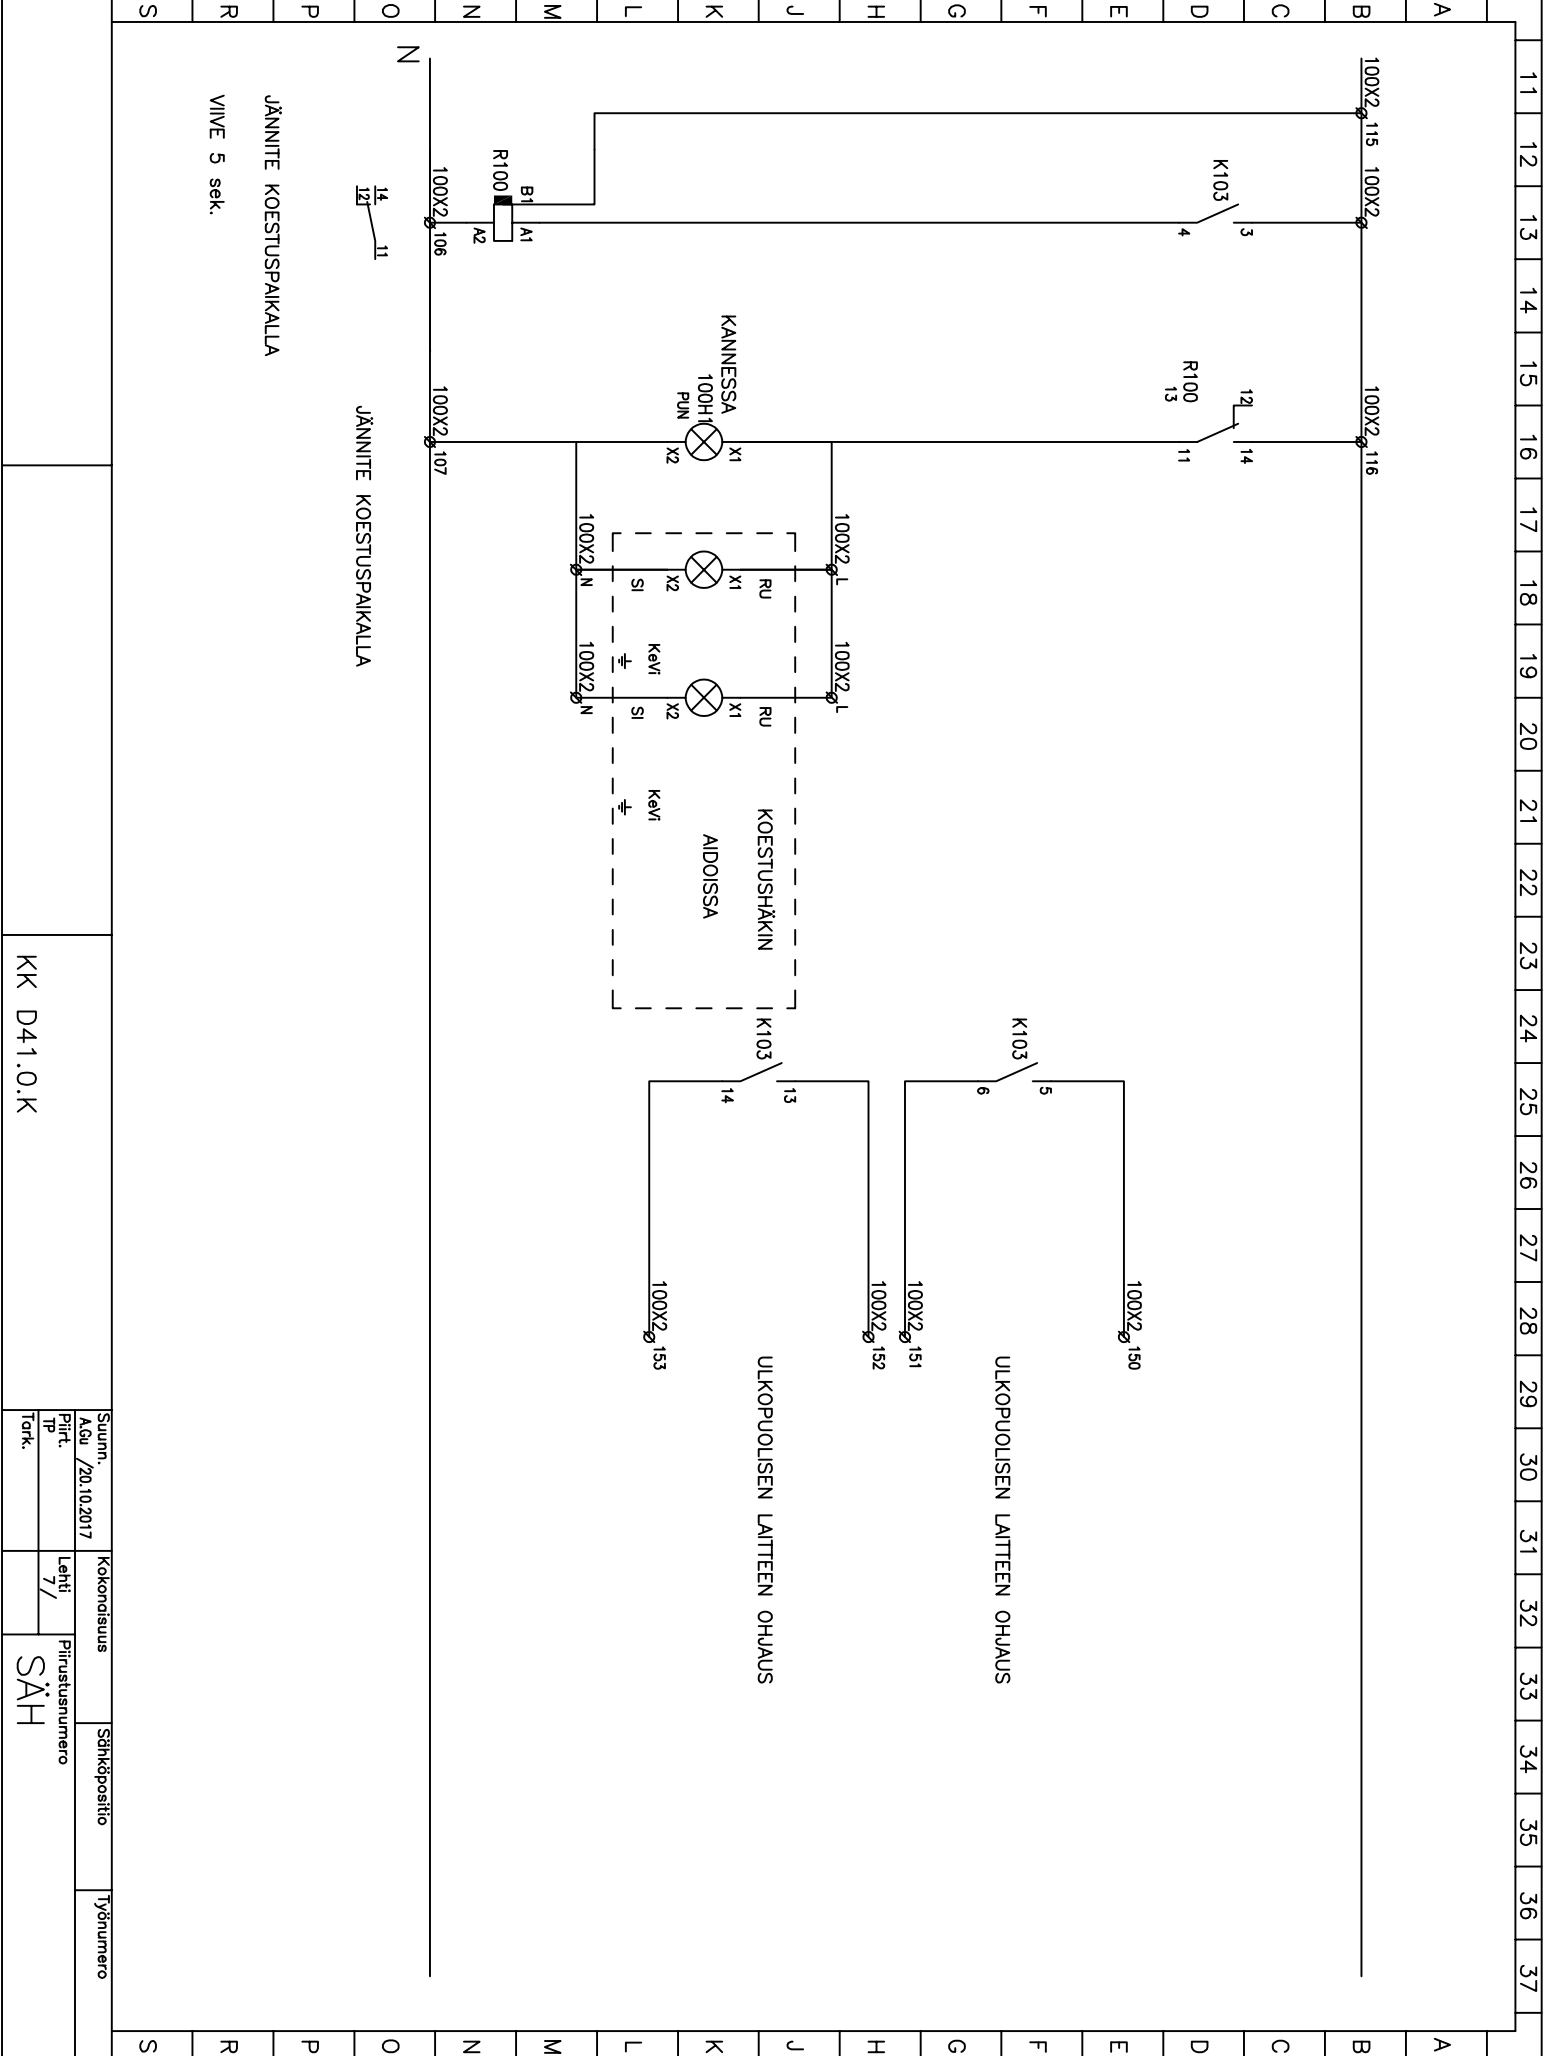 11 12 13 14 15 16 17 18 19 20 21 22 23 24 25 26 27 28 29 30 31 32 33 34 35 36 37
A A
B B
C C
D D
E E
F F
G G
H H
J J
K K
L L
M M
N N
O O
P P
R R
S S
100X2 115
100X2
100X2 116
K103
3
4
R100
13
12
14
11
100X2 150
K103
5
6
100X2 151
ULKOPUOLISEN LAITTEEN OHJAUS
100X2 152
K103
13
14
100X2 153
ULKOPUOLISEN LAITTEEN OHJAUS
100X2 L
100X2 L
KANNESSA
100H1
PUN
X1
X2
RU
X1
X2
SI
KeVi
RU
X1
X2
SI
KeVi
KOESTUSHÄKIN
AIDOISSA
100X2 N
100X2 N
R100
B1
A1
A2
N
100X2 106
100X2 107
14
12
11
JÄNNITE KOESTUSPAIKALLA
JÄNNITE KOESTUSPAIKALLA
VIIVE 5 sek.
KK D41.0.K
Suunn.
A.Gu /20.10.2017
Piirt.
TP
Tark.
Kokonaisuus
Sähköpositio
Työnumero
Lehti
7/
Piirustusnumero
SÄH